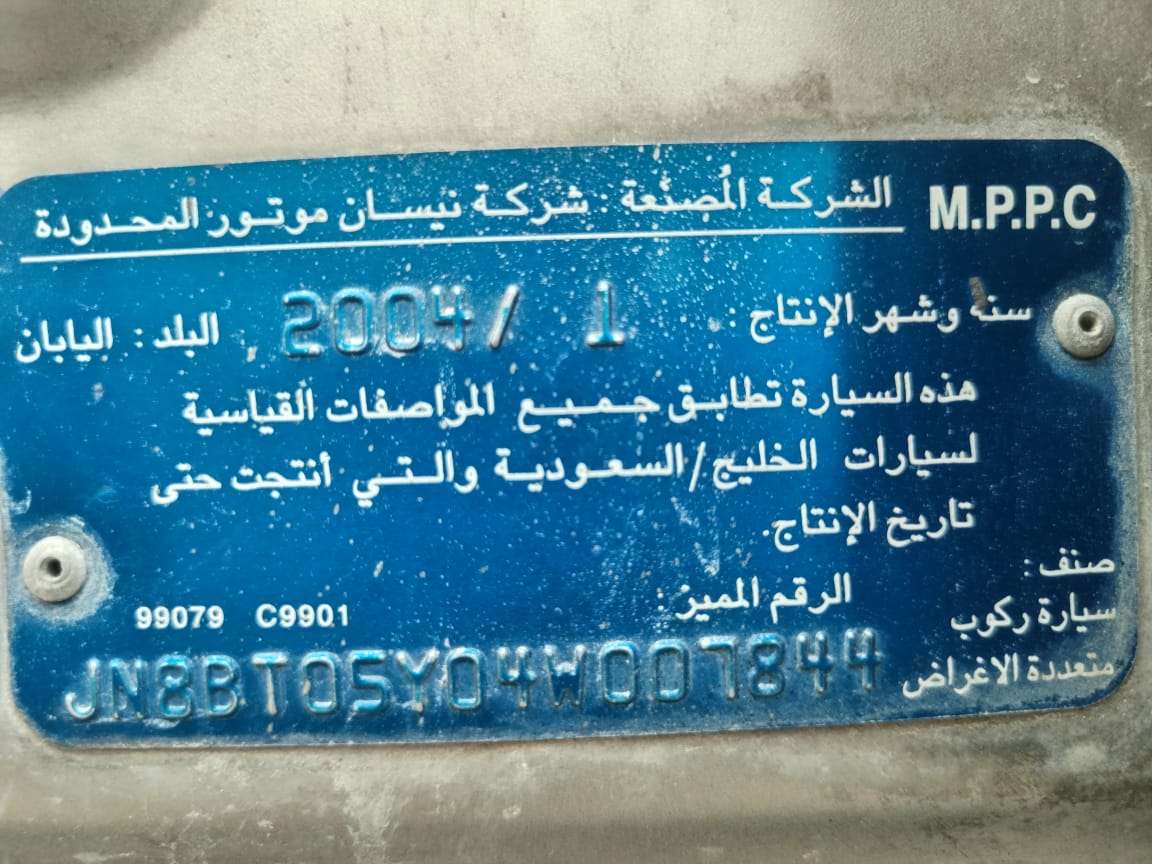 M.P.P.C
الشركة المُصنّعة : شركة نيسان موتور المحدودة
سنة وشهر الإنتاج : 2004/ 1 البلد : اليابان
هذه السيارة تطابق جميع المواصفات القياسية
لسيارات الخليج/السعودية والتي أنتجت حتى
تاريخ الإنتاج.
صنف :
سيارة ركوب
متعددة الاغراض
الرقم المميز :
99079 C9901
JN8BT05Y04W007844